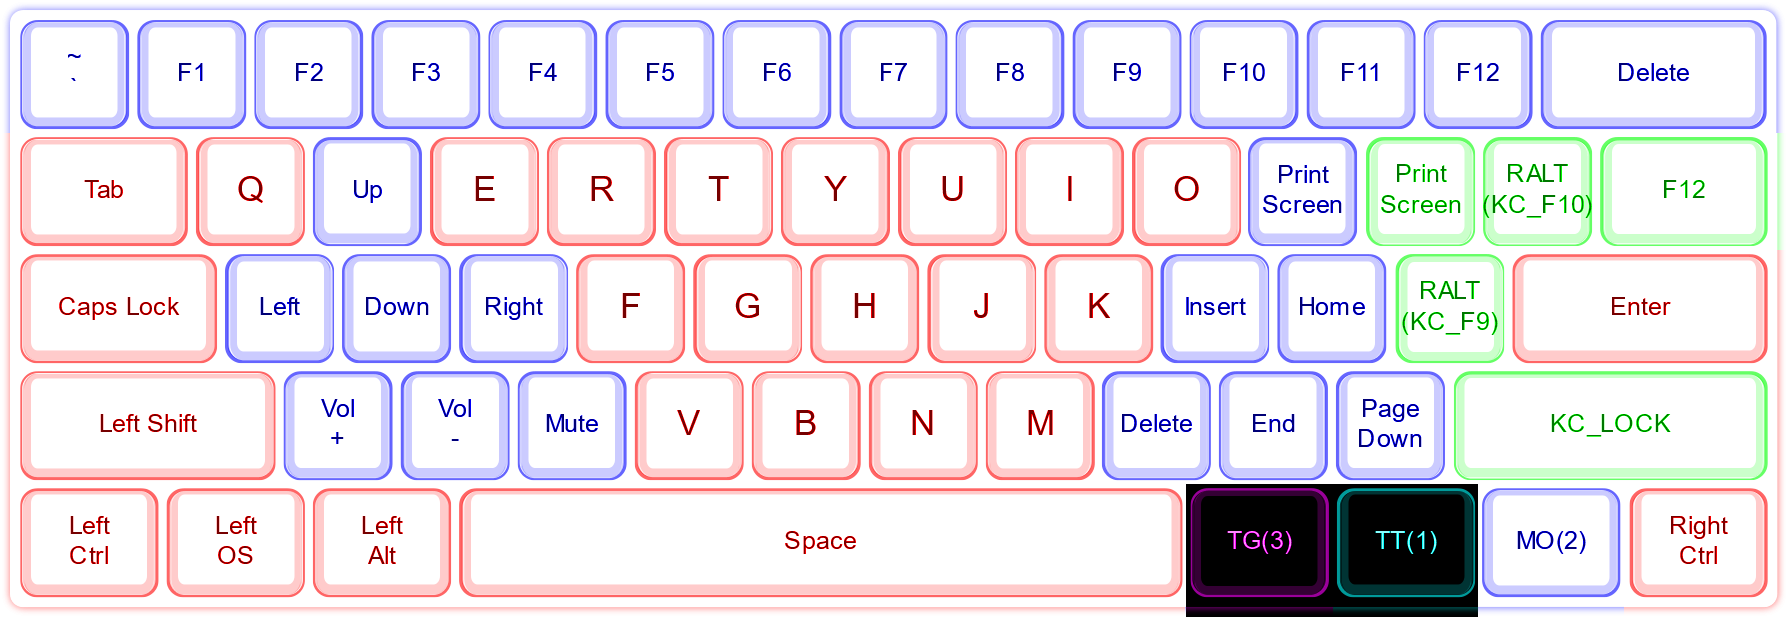 ~
`
F1
F2
F3
F4
F5
F6
F7
F8
F9
F10
F11
F12
Delete
Tab
Q
Up
E
R
T
Y
U
I
O
Print
Screen
Print
Screen
RALT
(KC_F10)
F12
Caps Lock
Left
Down
Right
F
G
H
J
K
Insert
Home
RALT
(KC_F9)
Enter
Left Shift
Vol
+
Vol
-
Mute
V
B
N
M
Delete
End
Page
Down
KC_LOCK
Left
Ctrl
Left
OS
Left
Alt
Space
TG(3)
TT(1)
MO(2)
Right
Ctrl